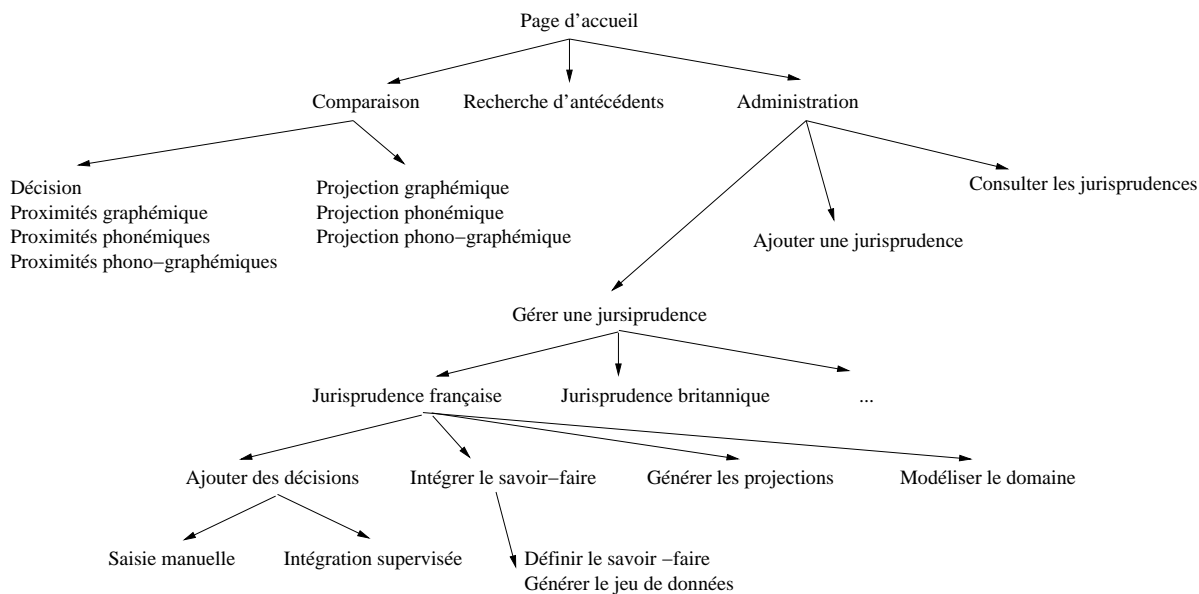 Page d'accueil
Comparaison
Recherche d'antécédents
Administration
Décision
Proximités graphémique
Proximités phonémiques
Proximités phono−graphémiques
Projection graphémique
Projection phonémique
Projection phono−graphémique
Consulter les jurisprudences
Ajouter une jurisprudence
Gérer une jursiprudence
Jurisprudence française
Jurisprudence britannique
...
Ajouter des décisions
Intégrer le savoir−faire
Générer les projections
Modéliser le domaine
Saisie manuelle
Intégration supervisée
Définir le savoir −faire
Générer le jeu de données